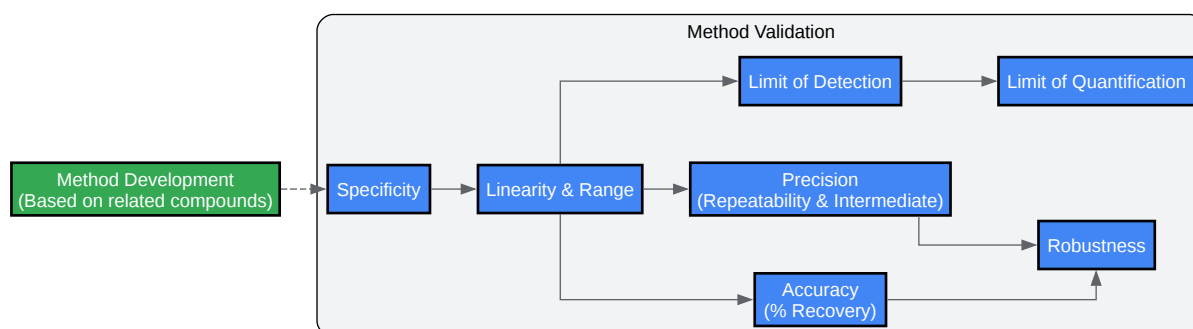 Method Validation
Limit of Detection
Limit of Quantification
Method Development
(Based on related compounds)
Specificity
Linearity & Range
Precision
(Repeatability & Intermediate)
Robustness
Accuracy
(% Recovery)